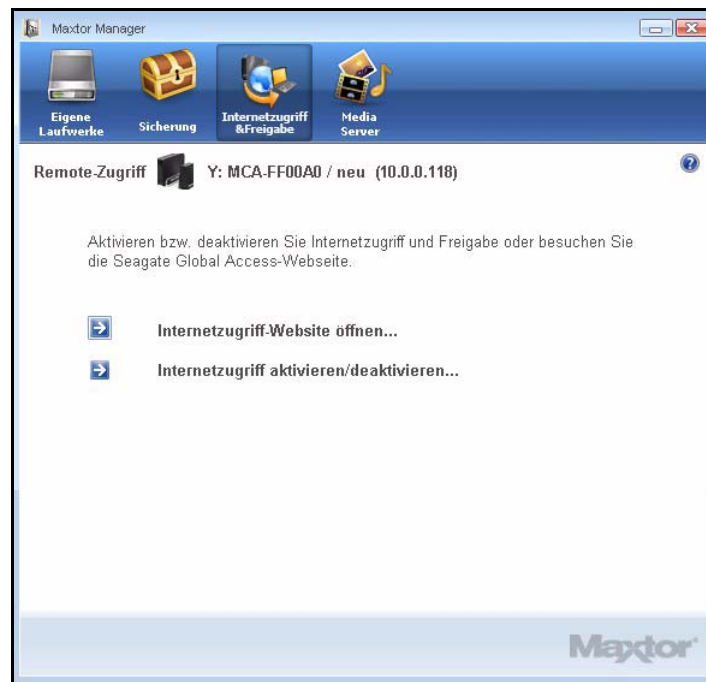 Maxtor Manager
Eigene
Laufwerke
Sicherung
Internetzugriff
&Freigabe
Media
Server
Remote-Zugriff Y: MCA-FF00A0 / neu (10.0.0.118)
Aktivieren bzw. deaktivieren Sie Internetzugriff und Freigabe oder besuchen Sie
die Seagate Global Access-Webseite.
Internetzugriff-Website öffnen...
Internetzugriff aktivieren/deaktivieren...
Maxtor